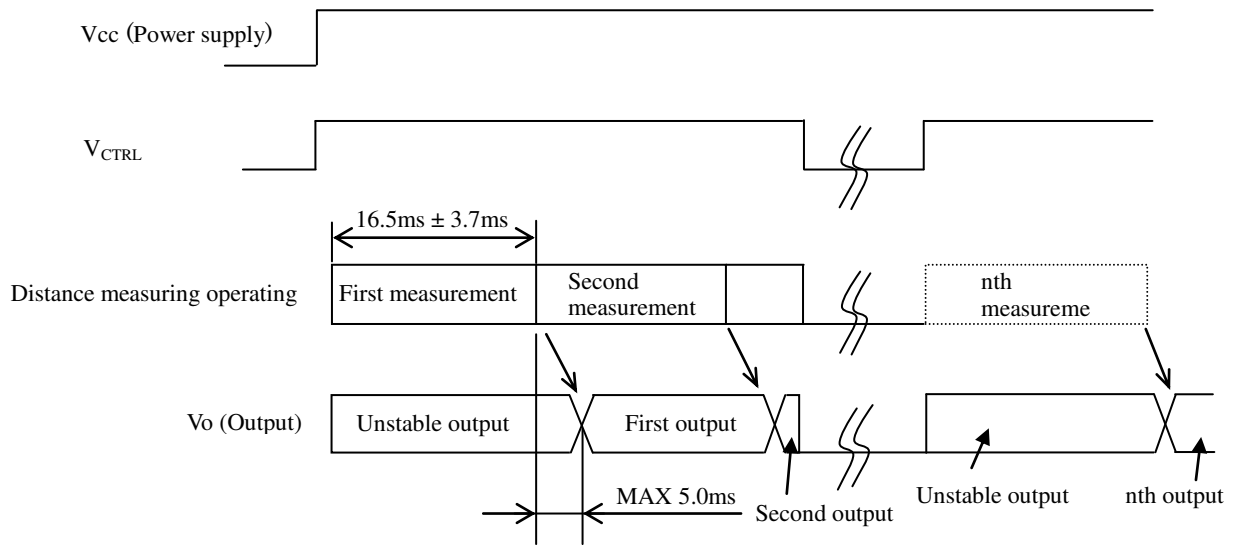 Vcc (Power supply)
VCTRL
16.5ms ± 3.7ms
Distance measuring operating
First measurement
Second
measurement
nth
measureme
Vo (Output)
Unstable output
First output
MAX 5.0ms
Second output
Unstable output
nth output